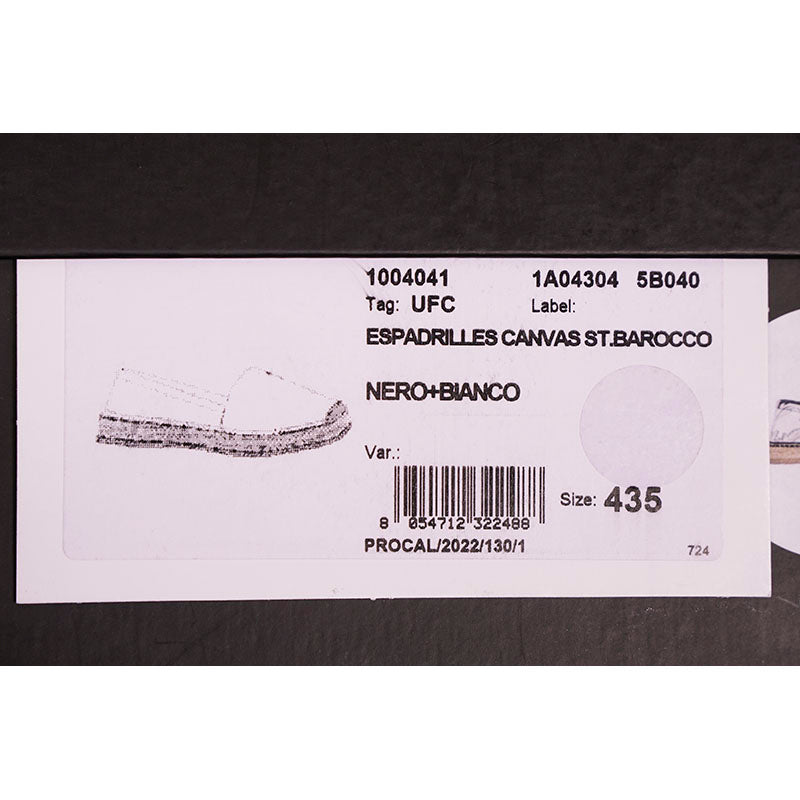 1004041 1A04304 5B040
Tag: UFC Label:
ESPADRILLES CANVAS ST.BAROCCO
NERO+BIANCO
Var.:
Size: 435
8 054712 322488
PROCAL/2022/130/1
724